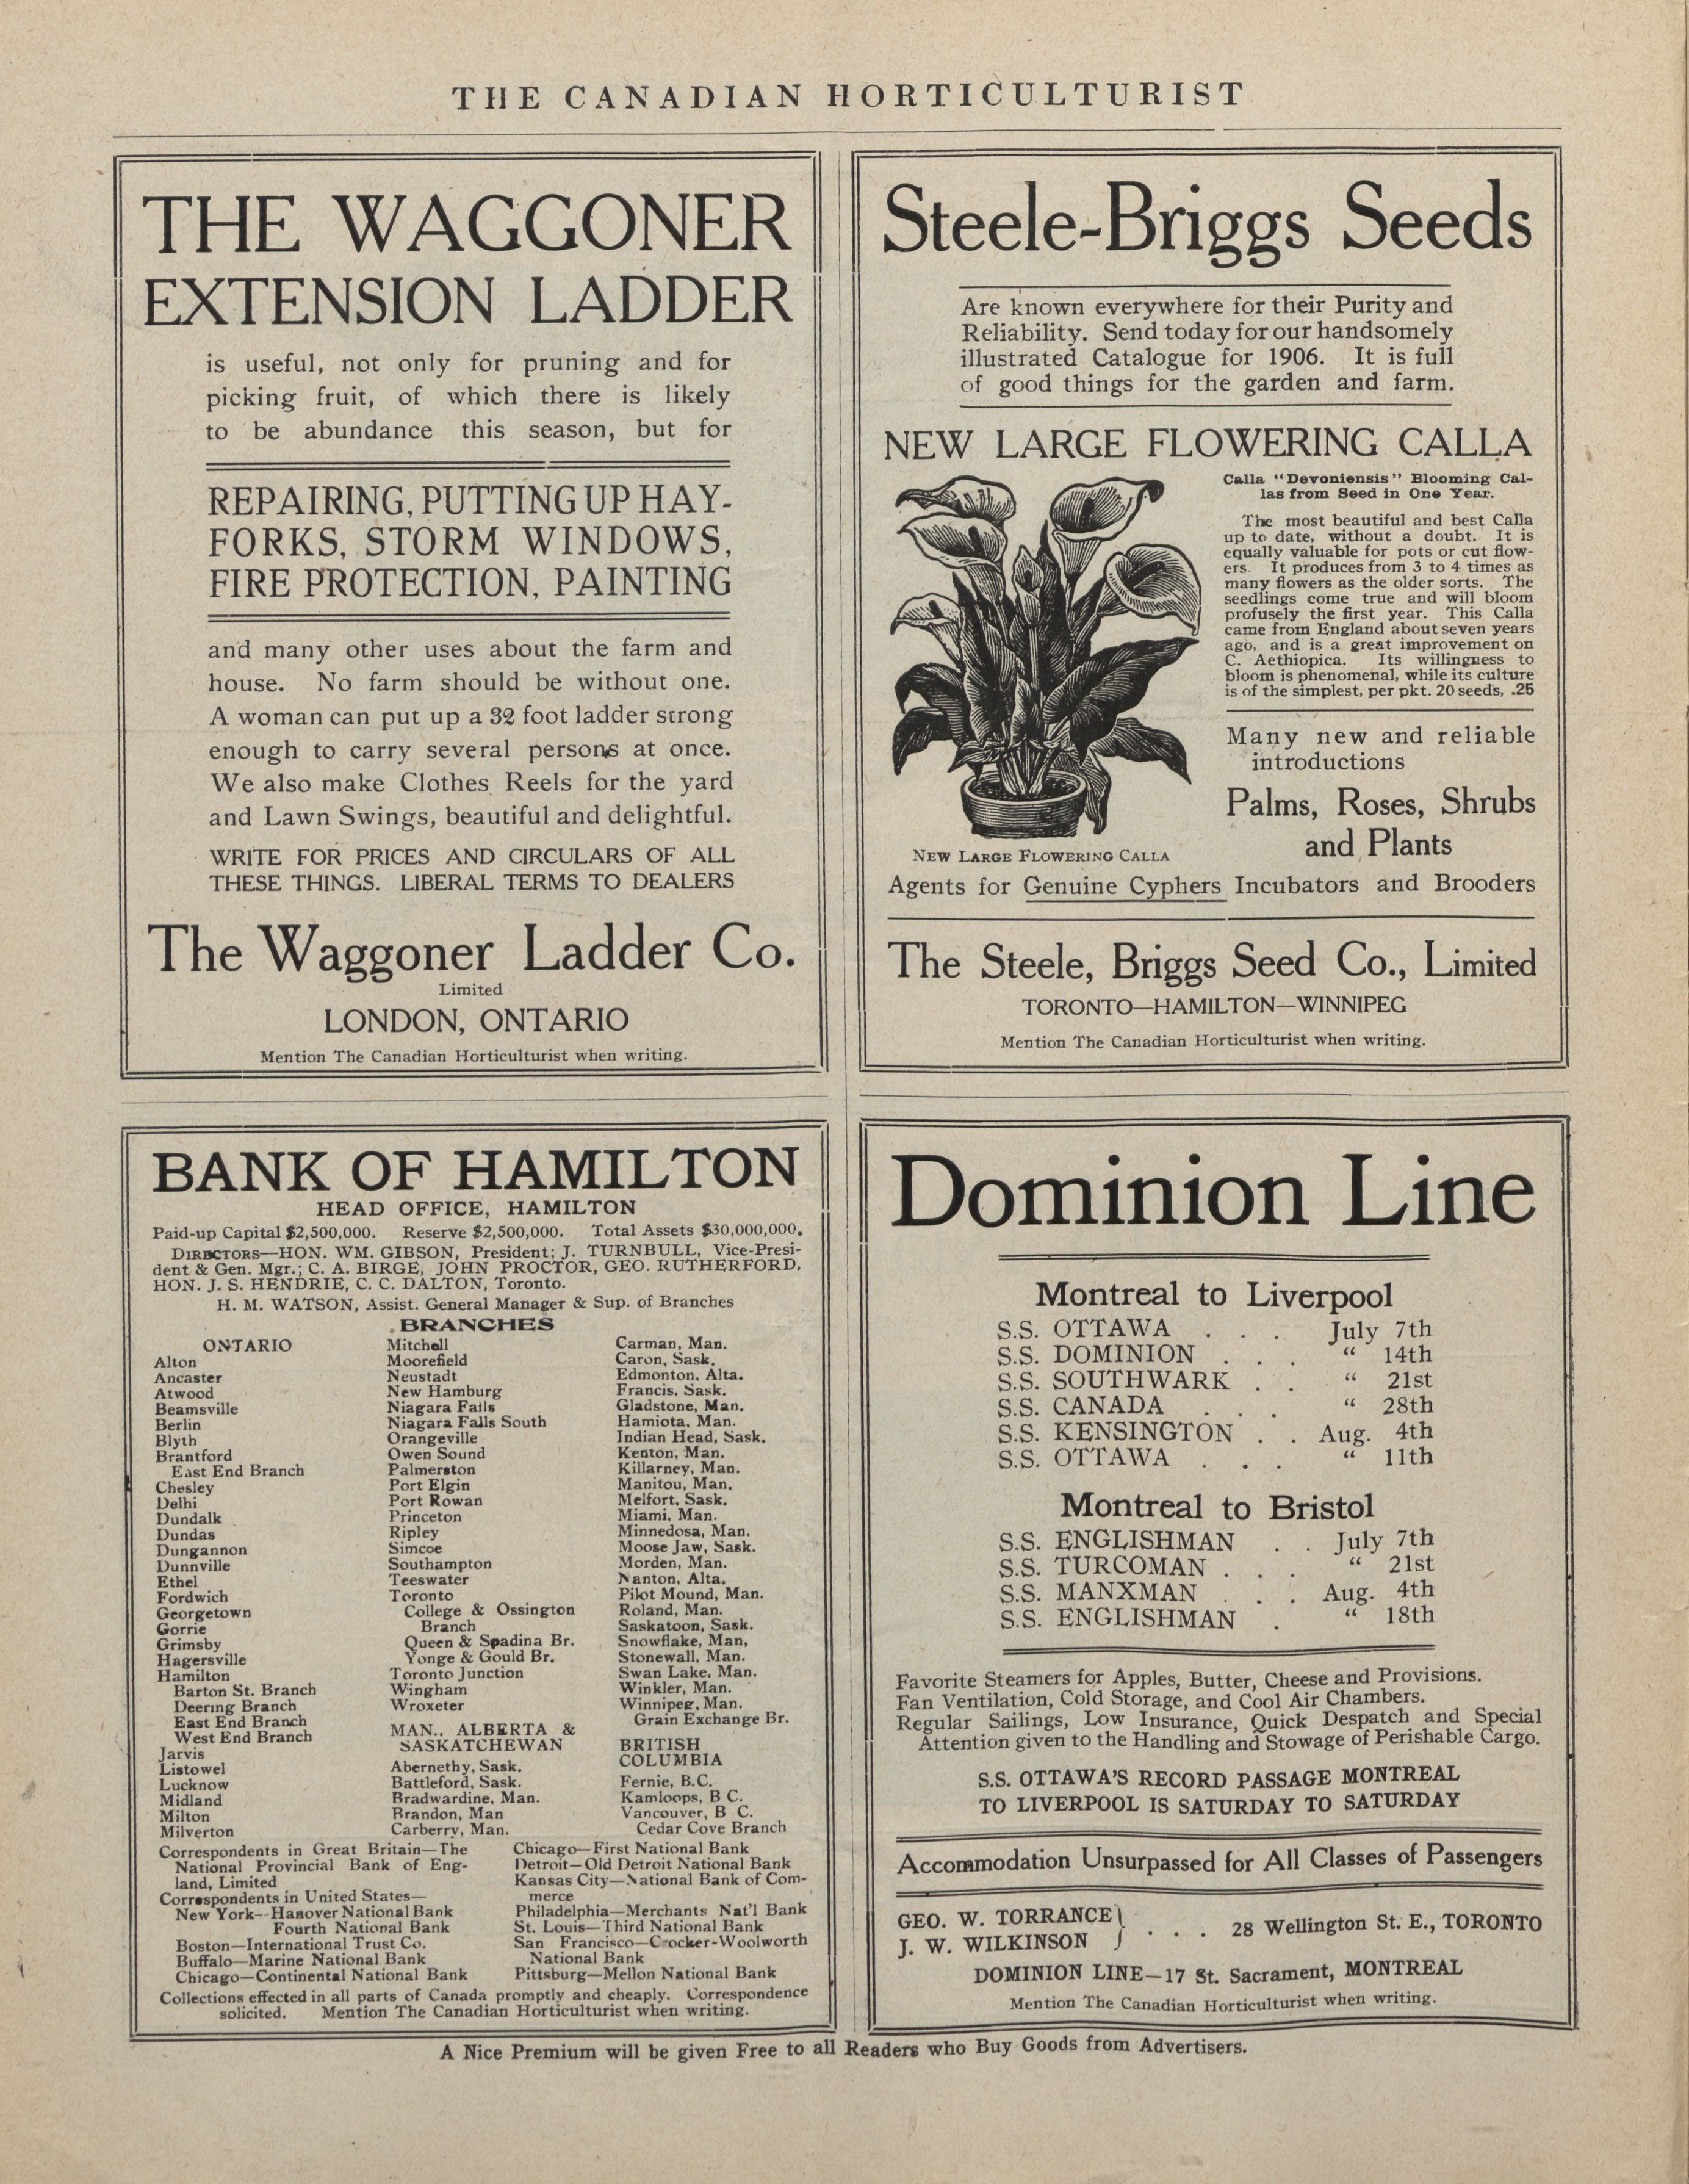 THE CANADIAN HORTICULTURIST
THE WAGGONER
EXTENSION LADDER
is useful, not only for pruning and for
picking fruit, of which there is likely
to be abundance this season, but for
REPAIRING, PUTTING UP HAY-
FORKS, STORM WINDOWS,
FIRE PROTECTION, PAINTING
and many other uses about the farm and
house. No farm should be without one.
A woman can put up a 32 foot ladder strong
enough to carry several persons at once.
We also make Clothes Reels for the yard
and Lawn Swings, beautiful and delightful.
WRITE FOR PRICES AND CIRCULARS OF ALL
THESE THINGS. LIBERAL TERMS TO DEALERS
The Waggoner Ladder Co.
Limited
LONDON, ONTARIO
Mention The Canadian Horticulturist when writing.
Steele-Briggs Seeds
Are known everywhere for their Purity and
Reliability. Send today for our handsomely
illustrated Catalogue for 1906. It is full
of good things for the garden and farm.
NEW LARGE FLOWERING CALLA
Calla "Devoniensis" Blooming Cal-
las from Seed in One Year.
The most beautiful and best Calla
up to date, without a doubt. It is
equally valuable for pots or cut flow-
ers. It produces from 3 to 4 times as
many flowers as the older sorts. The
seedlings come true and will bloom
profusely the first year. This Calla
came from England about seven years
ago, and is a great improvement on
C. Aethiopica. Its willingness to
bloom is phenomenal, while its culture
is of the simplest, per pkt. 20 seeds, .25
Many new and reliable
introductions
Palms, Roses, Shrubs
and Plants
NEW LARGE FLOWERING CALLA
Agents for Genuine Cyphers Incubators and Brooders
The Steele, Briggs Seed Co., Limited
TORONTO—HAMILTON—WINNIPEG
Mention The Canadian Horticulturist when writing.
BANK OF HAMILTON
HEAD OFFICE, HAMILTON
Paid-up Capital $2,500,000. Reserve $2,500,000. Total Assets $30,000,000.
DIRECTORS—HON. WM. GIBSON, President; J. TURNBULL, Vice-Presi-
dent & Gen. Mgr.; C. A. BIRGE, JOHN PROCTOR, GEO. RUTHERFORD,
HON. J. S. HENDRIE, C. C. DALTON, Toronto.
H. M. WATSON, Assist. General Manager & Sup. of Branches
BRANCHES
ONTARIO
Alton
Ancaster
Atwood
Beamsville
Berlin
Blyth
Brantford
East End Branch
Chesley
Delhi
Dundalk
Dundas
Dungannon
Dunnville
Ethel
Fordwich
Georgetown
Gorrie
Grimsby
Hagersville
Hamilton
Barton St. Branch
Deering Branch
East End Branch
West End Branch
Jarvis
Listowel
Lucknow
Midland
Milton
Milverton
Mitchell
Moorefield
Neustadt
New Hamburg
Niagara Falls
Niagara Falls South
Orangeville
Owen Sound
Palmerston
Port Elgin
Port Rowan
Princeton
Ripley
Simcoe
Southampton
Teeswater
Toronto
College & Ossington
Branch
Queen & Spadina Br.
Yonge & Gould Br.
Toronto Junction
Wingham
Wroxeter
MAN., ALBERTA &
SASKATCHEWAN
Abernethy, Sask.
Battleford, Sask.
Bradwardine, Man.
Brandon, Man
Carberry, Man.
Carman, Man.
Caron, Sask.
Edmonton, Alta.
Francis, Sask.
Gladstone, Man.
Hamiota, Man.
Indian Head, Sask.
Kenton, Man.
Killarney, Man.
Manitou, Man.
Melfort, Sask.
Miami, Man.
Minnedosa, Man.
Moose Jaw, Sask.
Morden, Man.
Nanton, Alta.
Pilot Mound, Man.
Roland, Man.
Saskatoon, Sask.
Snowflake, Man,
Stonewall, Man.
Swan Lake, Man.
Winkler, Man.
Winnipeg, Man.
Grain Exchange Br.
BRITISH
COLUMBIA
Fernie, B.C.
Kamloops, B C.
Vancouver, B C.
Cedar Cove Branch
Correspondents in Great Britain—The
National Provincial Bank of Eng-
land, Limited
Correspondents in United States—
New York—Hanover National Bank
Fourth National Bank
Boston—International Trust Co.
Buffalo—Marine National Bank
Chicago—Continental National Bank
Chicago—First National Bank
Detroit—Old Detroit National Bank
Kansas City—National Bank of Com-
merce
Philadelphia—Merchants Nat'l Bank
St. Louis—Third National Bank
San Francisco—Crocker-Woolworth
National Bank
Pittsburg—Mellon National Bank
Collections effected in all parts of Canada promptly and cheaply. Correspondence
solicited. Mention The Canadian Horticulturist when writing.
Dominion Line
Montreal to Liverpool
S.S. OTTAWA . . . July 7th
S.S. DOMINION . . . " 14th
S.S. SOUTHWARK . . " 21st
S.S. CANADA . . . " 28th
S.S. KENSINGTON . . Aug. 4th
S.S. OTTAWA . . . " 11th
Montreal to Bristol
S.S. ENGLISHMAN . . July 7th
S.S. TURCOMAN . . . " 21st
S.S. MANXMAN . . . Aug. 4th
S.S. ENGLISHMAN . " 18th
Favorite Steamers for Apples, Butter, Cheese and Provisions.
Fan Ventilation, Cold Storage, and Cool Air Chambers.
Regular Sailings, Low Insurance, Quick Despatch and Special
Attention given to the Handling and Stowage of Perishable Cargo.
S.S. OTTAWA'S RECORD PASSAGE MONTREAL
TO LIVERPOOL IS SATURDAY TO SATURDAY
Accommodation Unsurpassed for All Classes of Passengers
GEO. W. TORRANCE
J. W. WILKINSON } . . . 28 Wellington St. E., TORONTO
DOMINION LINE—17 St. Sacrament, MONTREAL
Mention The Canadian Horticulturist when writing.
A Nice Premium will be given Free to all Readers who Buy Goods from Advertisers.